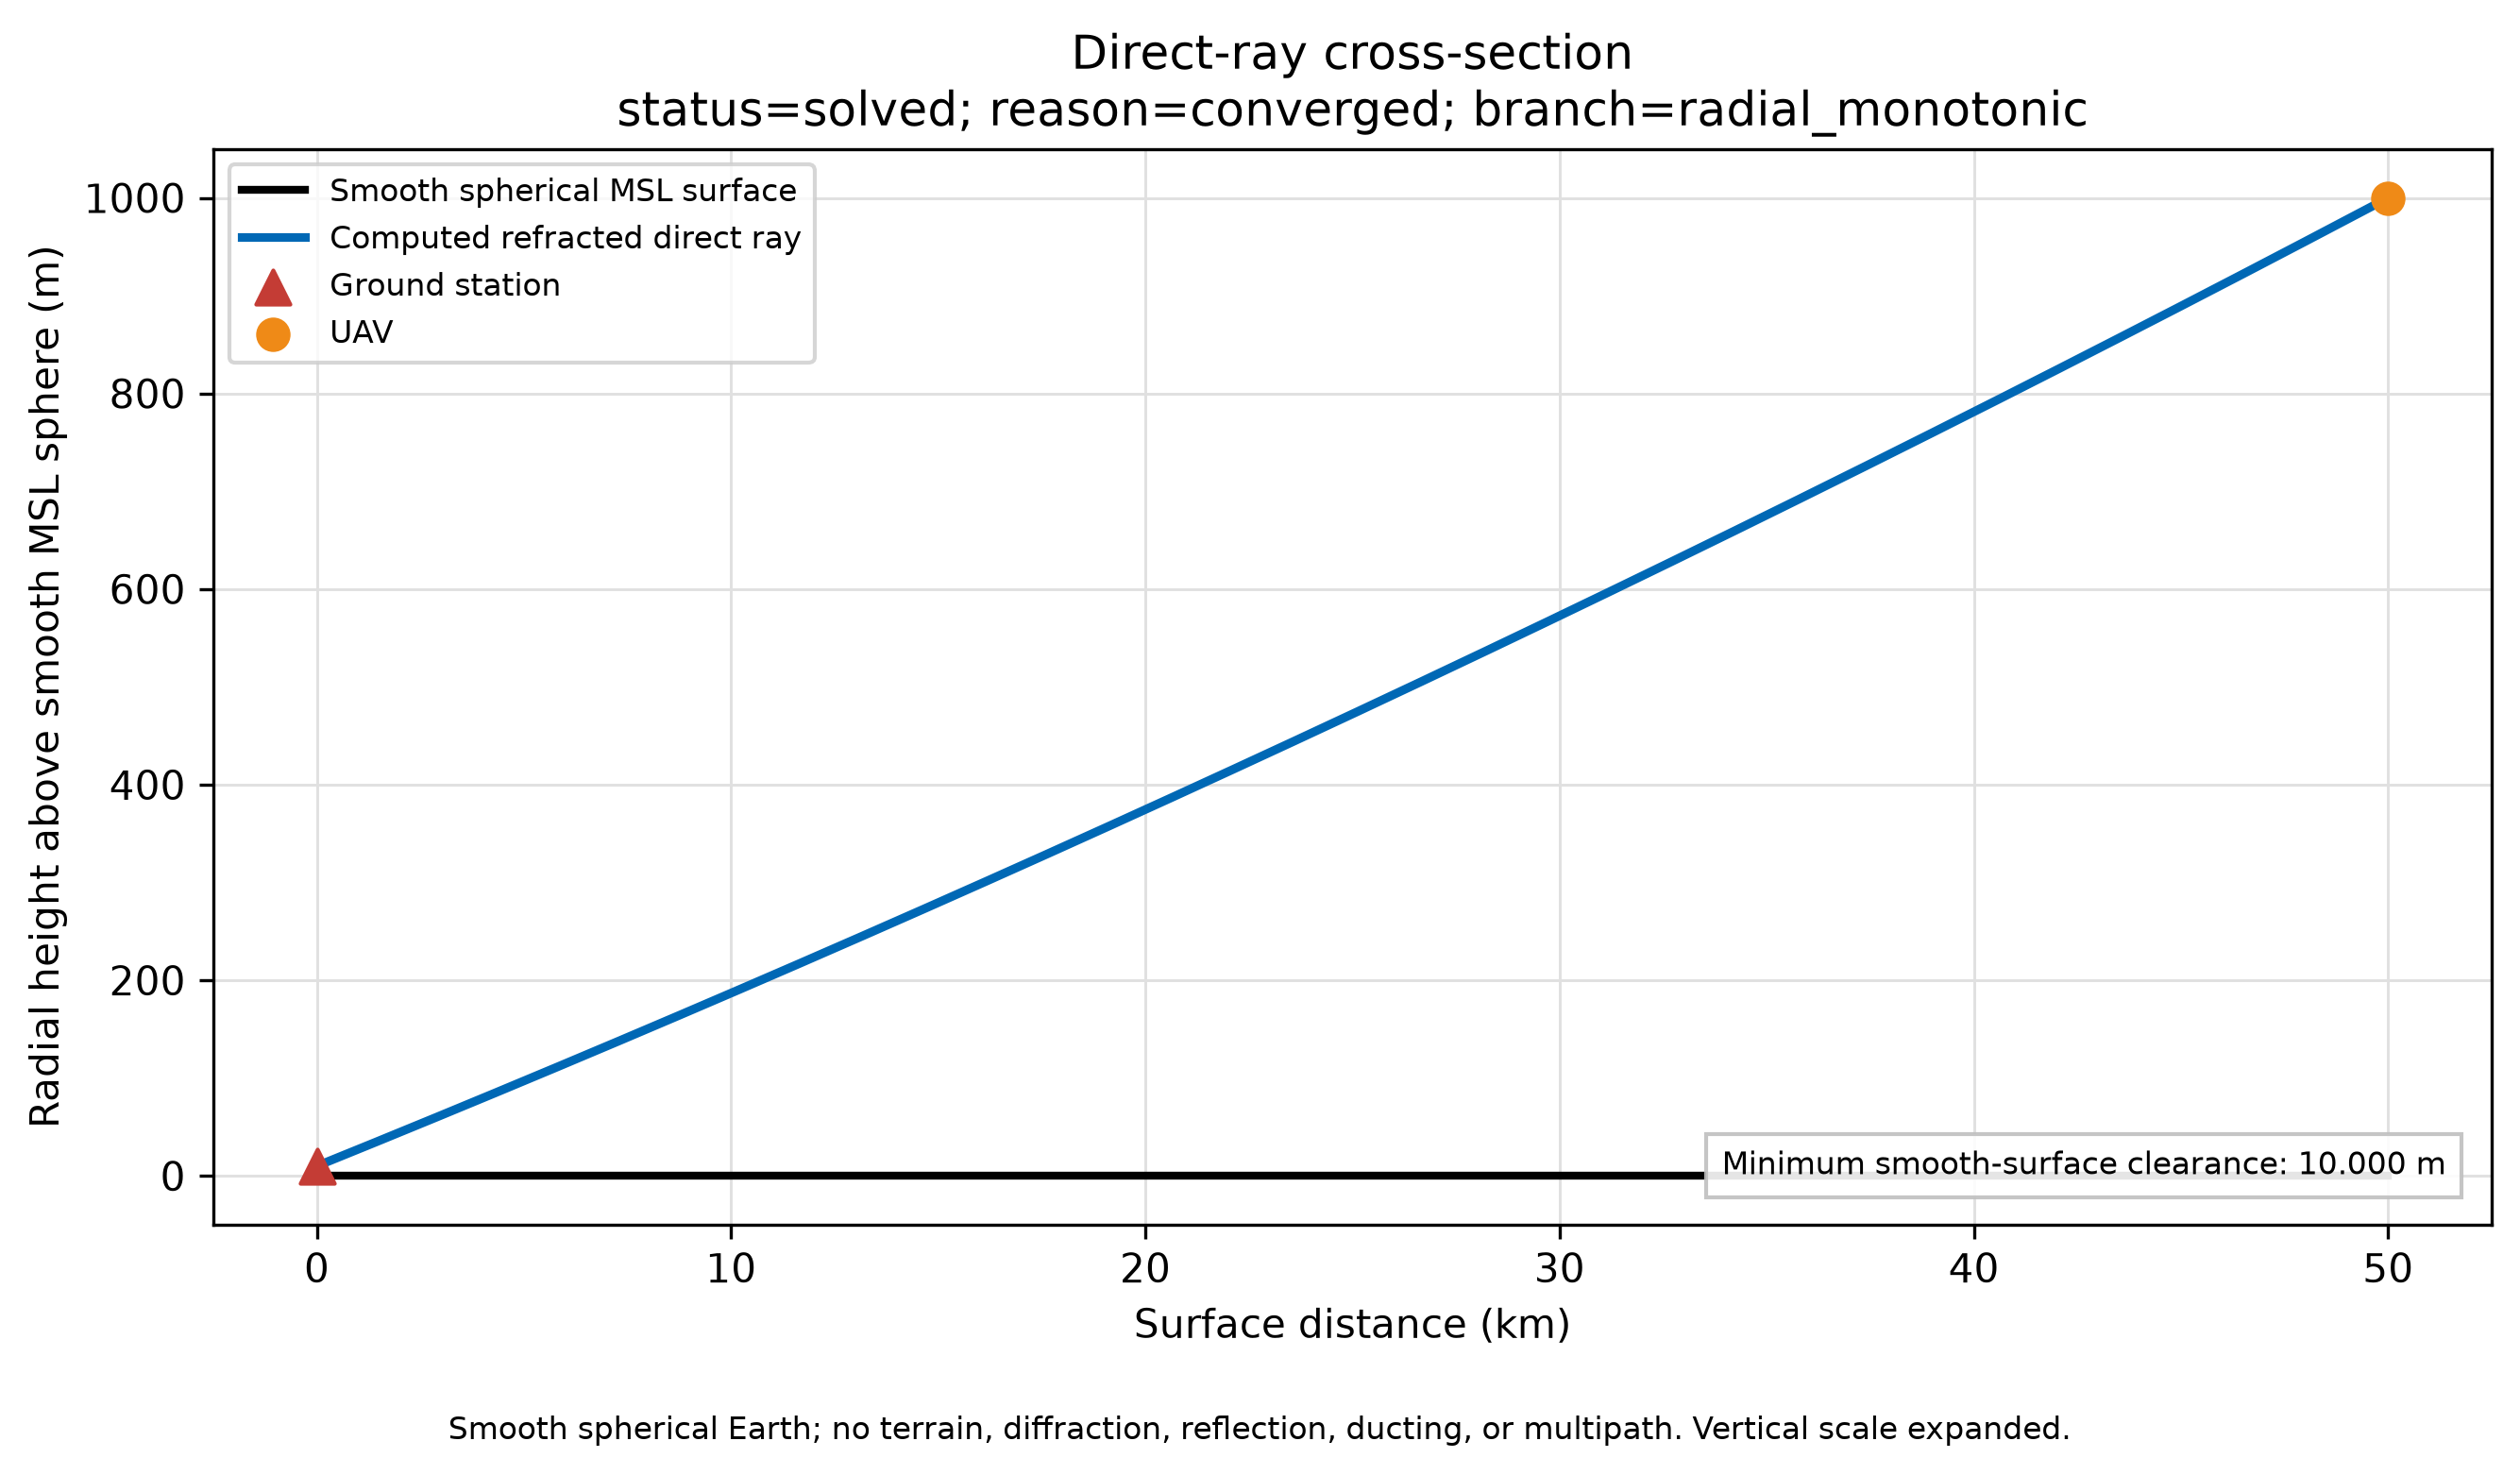 Direct-ray cross-section
status=solved; reason=converged; branch=radial_monotonic
Radial height above smooth MSL sphere (m)
1000
800
600
400
200
0
Smooth spherical MSL surface
Computed refracted direct ray
Ground station
UAV
Minimum smooth-surface clearance: 10.000 m
0 10 20 30 40 50
Surface distance (km)
Smooth spherical Earth; no terrain, diffraction, reflection, ducting, or multipath. Vertical scale expanded.